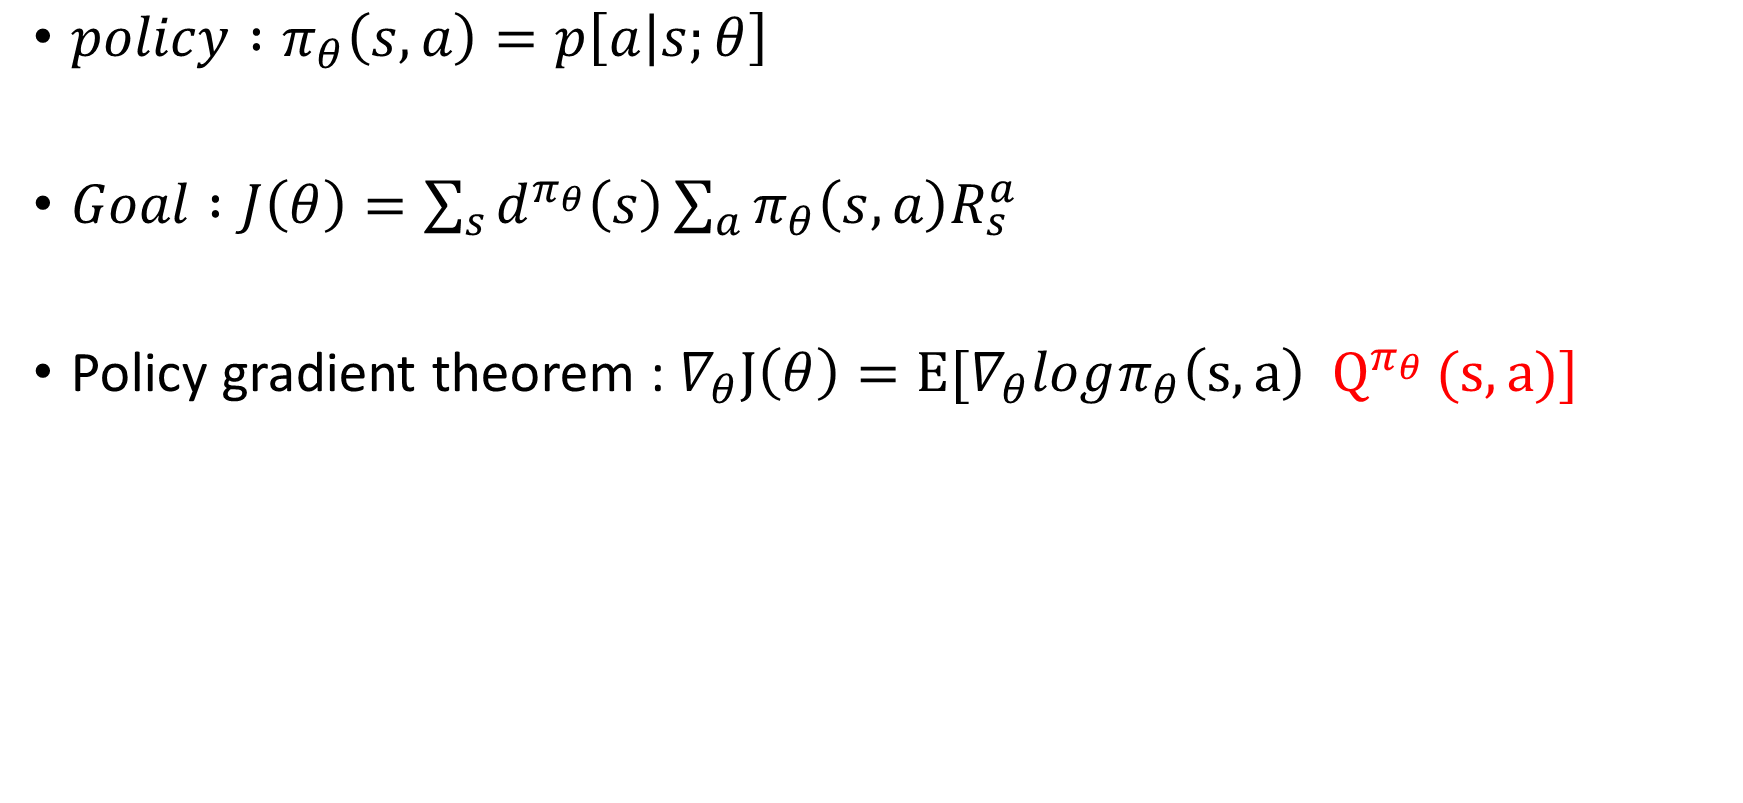 • policy : π_θ(s, a) = p[a|s; θ]
• Goal : J(θ) = ∑_s d^{π_θ}(s) ∑_a π_θ(s, a)R_s^a
• Policy gradient theorem : ∇_θJ(θ) = E[∇_θlogπ_θ(s, a) Q^{π_θ} (s, a)]